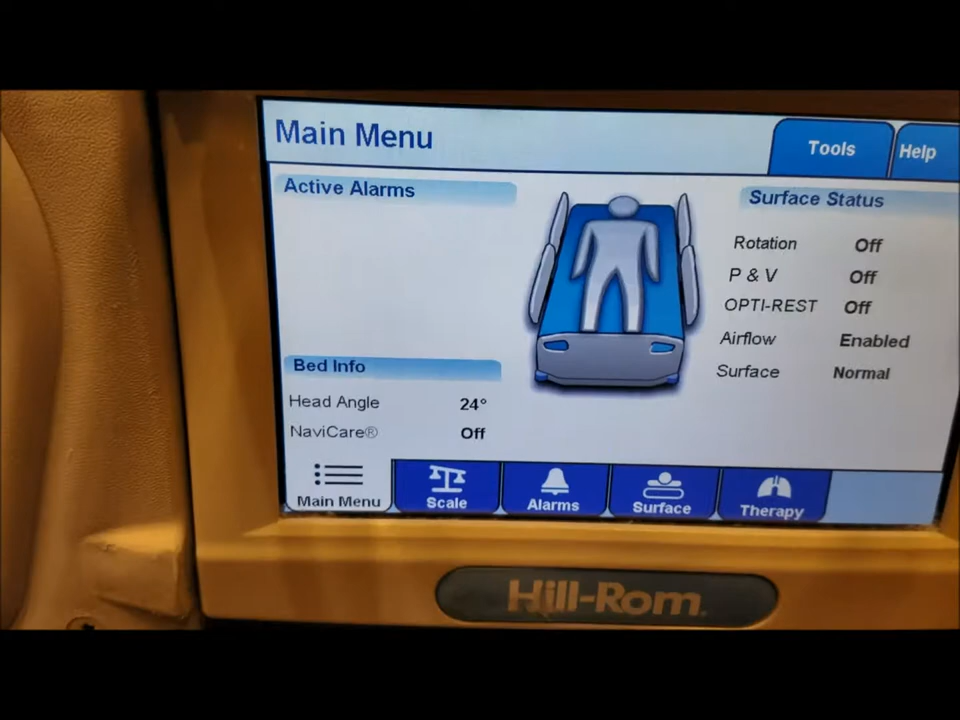 Main Menu
Tools
Help
Active Alarms
Surface Status
Rotation Off
P & V Off
OPTI-REST Off
Airflow Enabled
Surface Normal
Bed Info
Head Angle 24°
NaviCare® Off
Main Menu
Scale
Alarms
Surface
Therapy
Hill-Rom